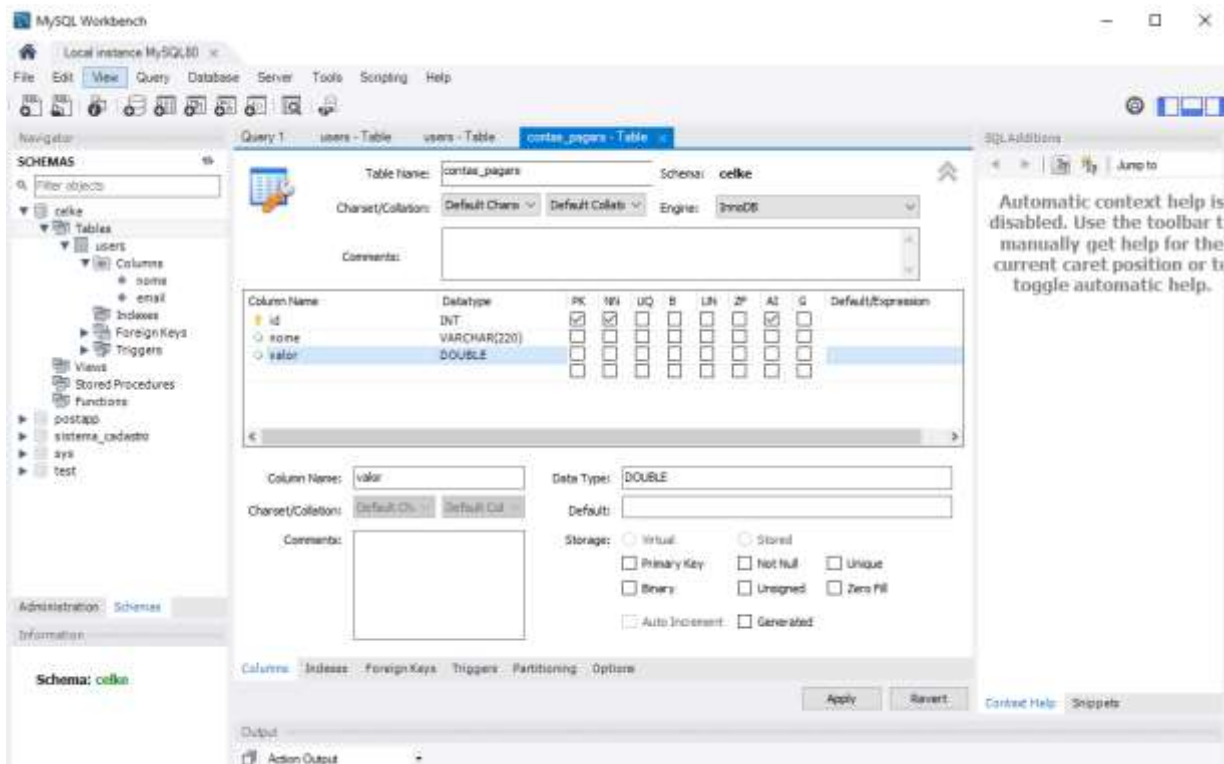 MySQL Workbench
Local instance MySQL80
File Edit View Query Database Server Tools Scripting Help
Navigator
SCHEMAS
Filter objects
celke
Tables
users
Columns
nome
email
Indexes
Foreign Keys
Triggers
Views
Stored Procedures
Functions
postapp
sistema_cadastro
sys
test
Administration Schemas
Information
Schema: celke
Query 1 users - Table users - Table contas_pagars - Table
Table Name: contas_pagars Schema: celke
Charset/Collation: Default Chars Default Collati Engine: InnoDB
Comments:
Column Name Datatype PK NN UQ B UN ZF AI G Default/Expression
id INT
nome VARCHAR(220)
valor DOUBLE
Column Name: valor Data Type: DOUBLE
Charset/Collation: Default Ch Default Col Default:
Comments: Storage: Virtual Stored
Primary Key Not Null Unique
Binary Unsigned Zero Fill
Auto Increment Generated
Columns Indexes Foreign Keys Triggers Partitioning Options
Apply Revert
Output
Action Output
SQLAdditions
Jump to
Automatic context help is
disabled. Use the toolbar t
manually get help for the
current caret position or to
toggle automatic help.
Context Help Snippets